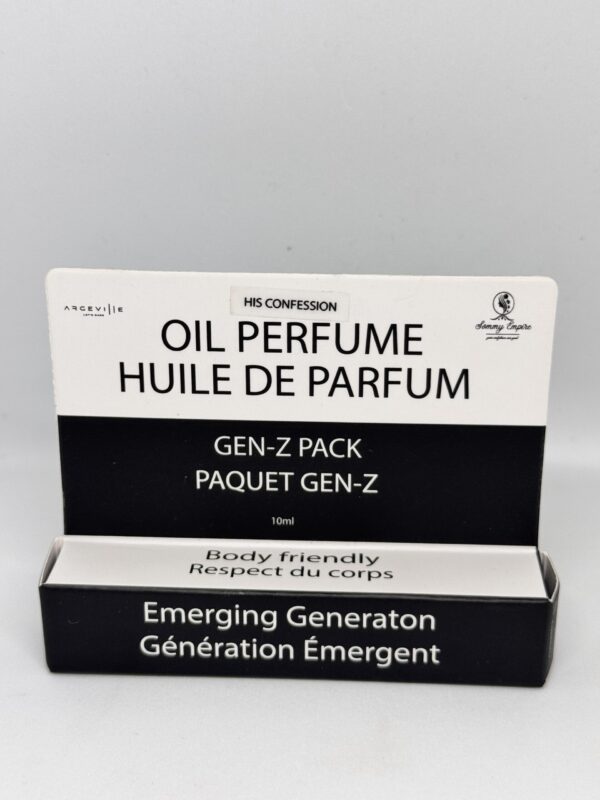 ARGEVILLE
HIS CONFESSION
Sommy Empire
OIL PERFUME
HUILE DE PARFUM
GEN-Z PACK
PAQUET GEN-Z
10ml
Body friendly
Respect du corps
Emerging Generaton
Génération Émergent